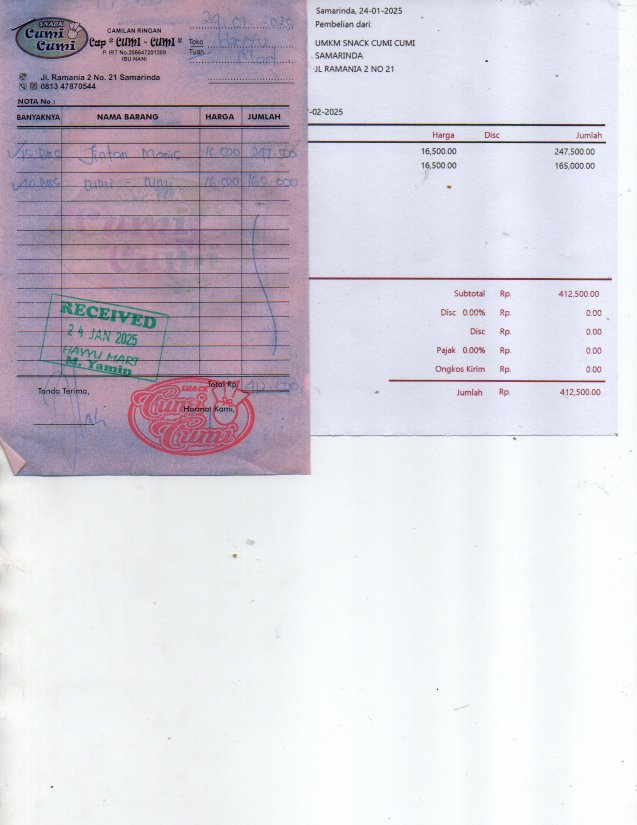 SNACK
Cumi
Cumi
CAMILAN RINGAN
Cap * CUMI - CUMI *
P. IRT No.206647201309
IBU NANI
Toko
Tuan
Jl. Ramania 2 No. 21 Samarinda
0813 47870544
NOTA No :
BANYAKNYA NAMA BARANG HARGA JUMLAH
Jintan Manis 16.500 247.500
cumi - cumi 16.500 165.000
Cumi
Cumi
RECEIVED
24 JAN 2025
HAYYU MART
M. Yamin
Total Rp. 412.500
Tanda Terima,
Hormat Kami,
SNACK
Cumi
Cumi
Samarinda, 24-01-2025
Pembelian dari:
UMKM SNACK CUMI CUMI
SAMARINDA
JL RAMANIA 2 NO 21
-02-2025
Harga Disc Jumlah
16,500.00 247,500.00
16,500.00 165,000.00
Subtotal Rp. 412,500.00
Disc 0.00% Rp. 0.00
Disc Rp. 0.00
Pajak 0.00% Rp. 0.00
Ongkos Kirim Rp. 0.00
Jumlah Rp. 412,500.00